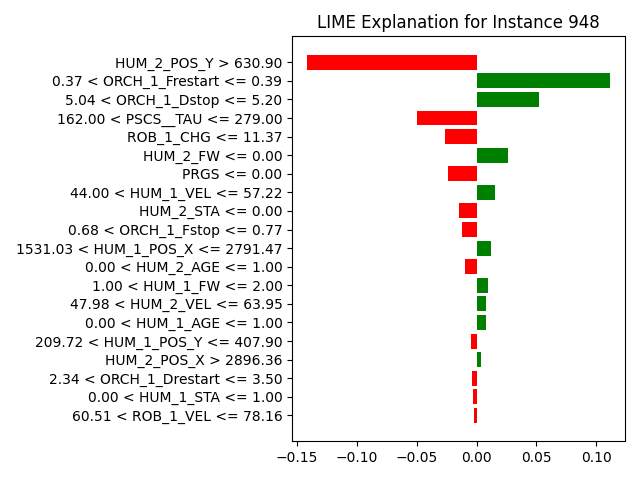 LIME Explanation for Instance 948
HUM_2_POS_Y > 630.90
0.37 < ORCH_1_Frestart <= 0.39
5.04 < ORCH_1_Dstop <= 5.20
162.00 < PSCS__TAU <= 279.00
ROB_1_CHG <= 11.37
HUM_2_FW <= 0.00
PRGS <= 0.00
44.00 < HUM_1_VEL <= 57.22
HUM_2_STA <= 0.00
0.68 < ORCH_1_Fstop <= 0.77
1531.03 < HUM_1_POS_X <= 2791.47
0.00 < HUM_2_AGE <= 1.00
1.00 < HUM_1_FW <= 2.00
47.98 < HUM_2_VEL <= 63.95
0.00 < HUM_1_AGE <= 1.00
209.72 < HUM_1_POS_Y <= 407.90
HUM_2_POS_X > 2896.36
2.34 < ORCH_1_Drestart <= 3.50
0.00 < HUM_1_STA <= 1.00
60.51 < ROB_1_VEL <= 78.16
−0.15 −0.10 −0.05 0.00 0.05 0.10